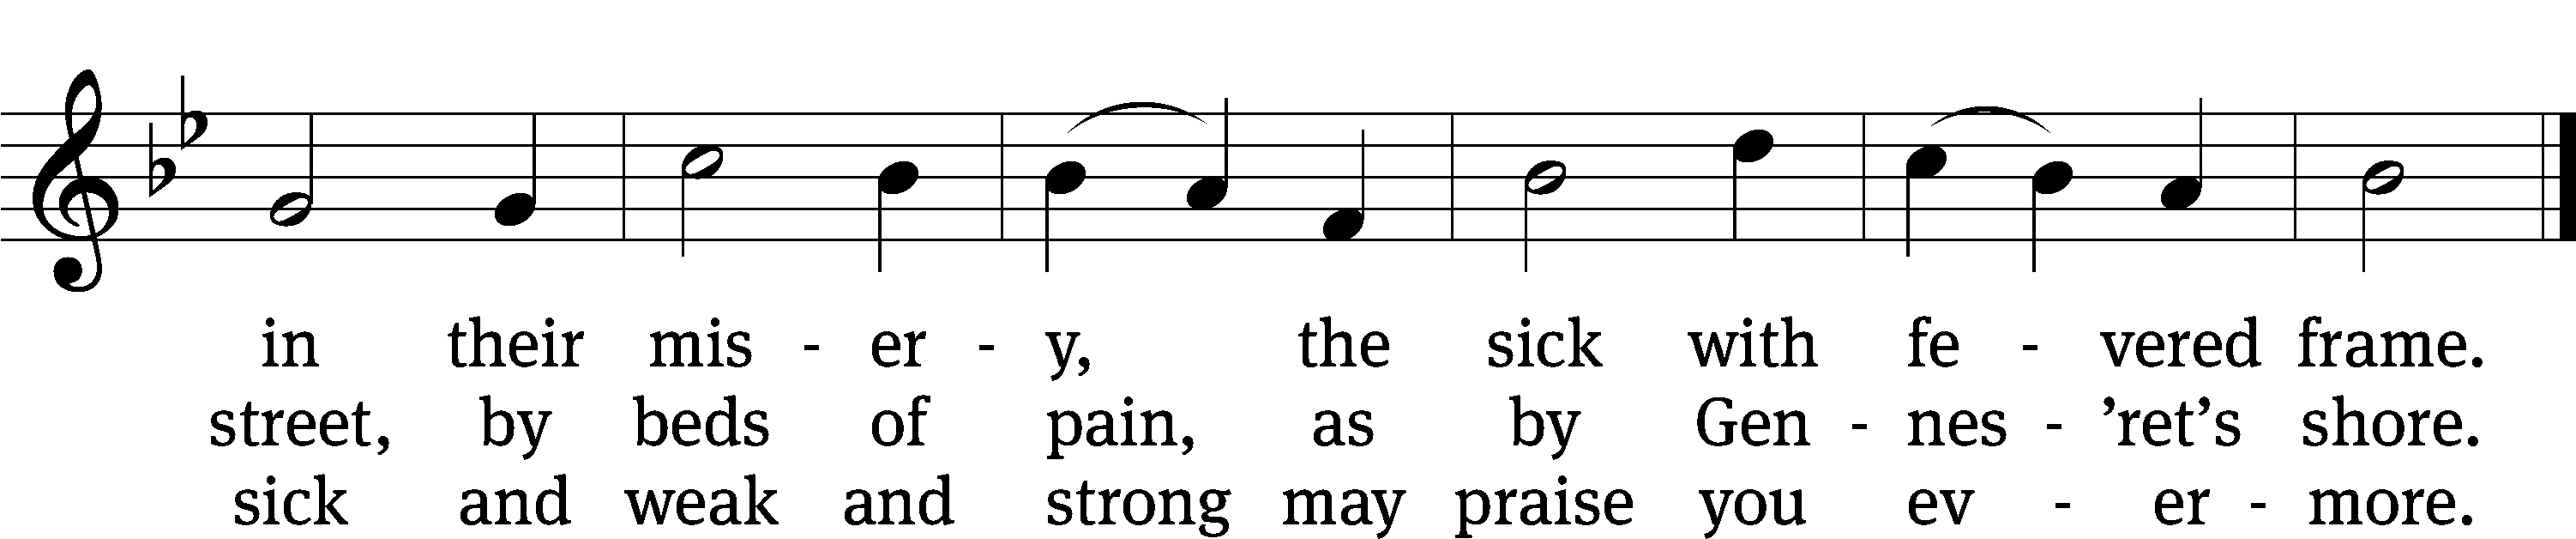 in their mis - er - y, the sick with fe - vered frame.
street, by beds of pain, as by Gen - nes - ’ret’s shore.
sick and weak and strong may praise you ev - er - more.